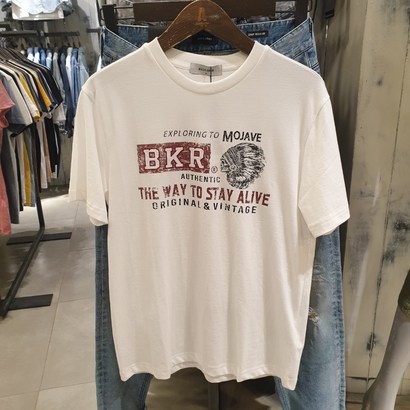 EXPLORING TO MOJAVE
BKR®
AUTHENTIC
THE WAY TO STAY ALIVE
ORIGINAL & VINTAGE